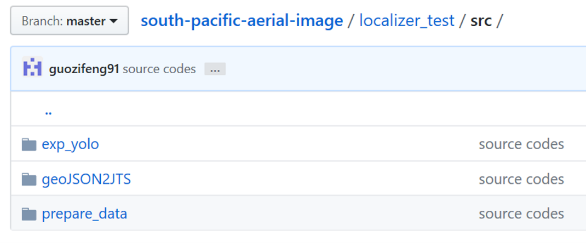 Branch: master south-pacific-aerial-image / localizer_test / src /
guozifeng91 source codes ...
..
exp_yolo source codes
geoJSON2JTS source codes
prepare_data source codes